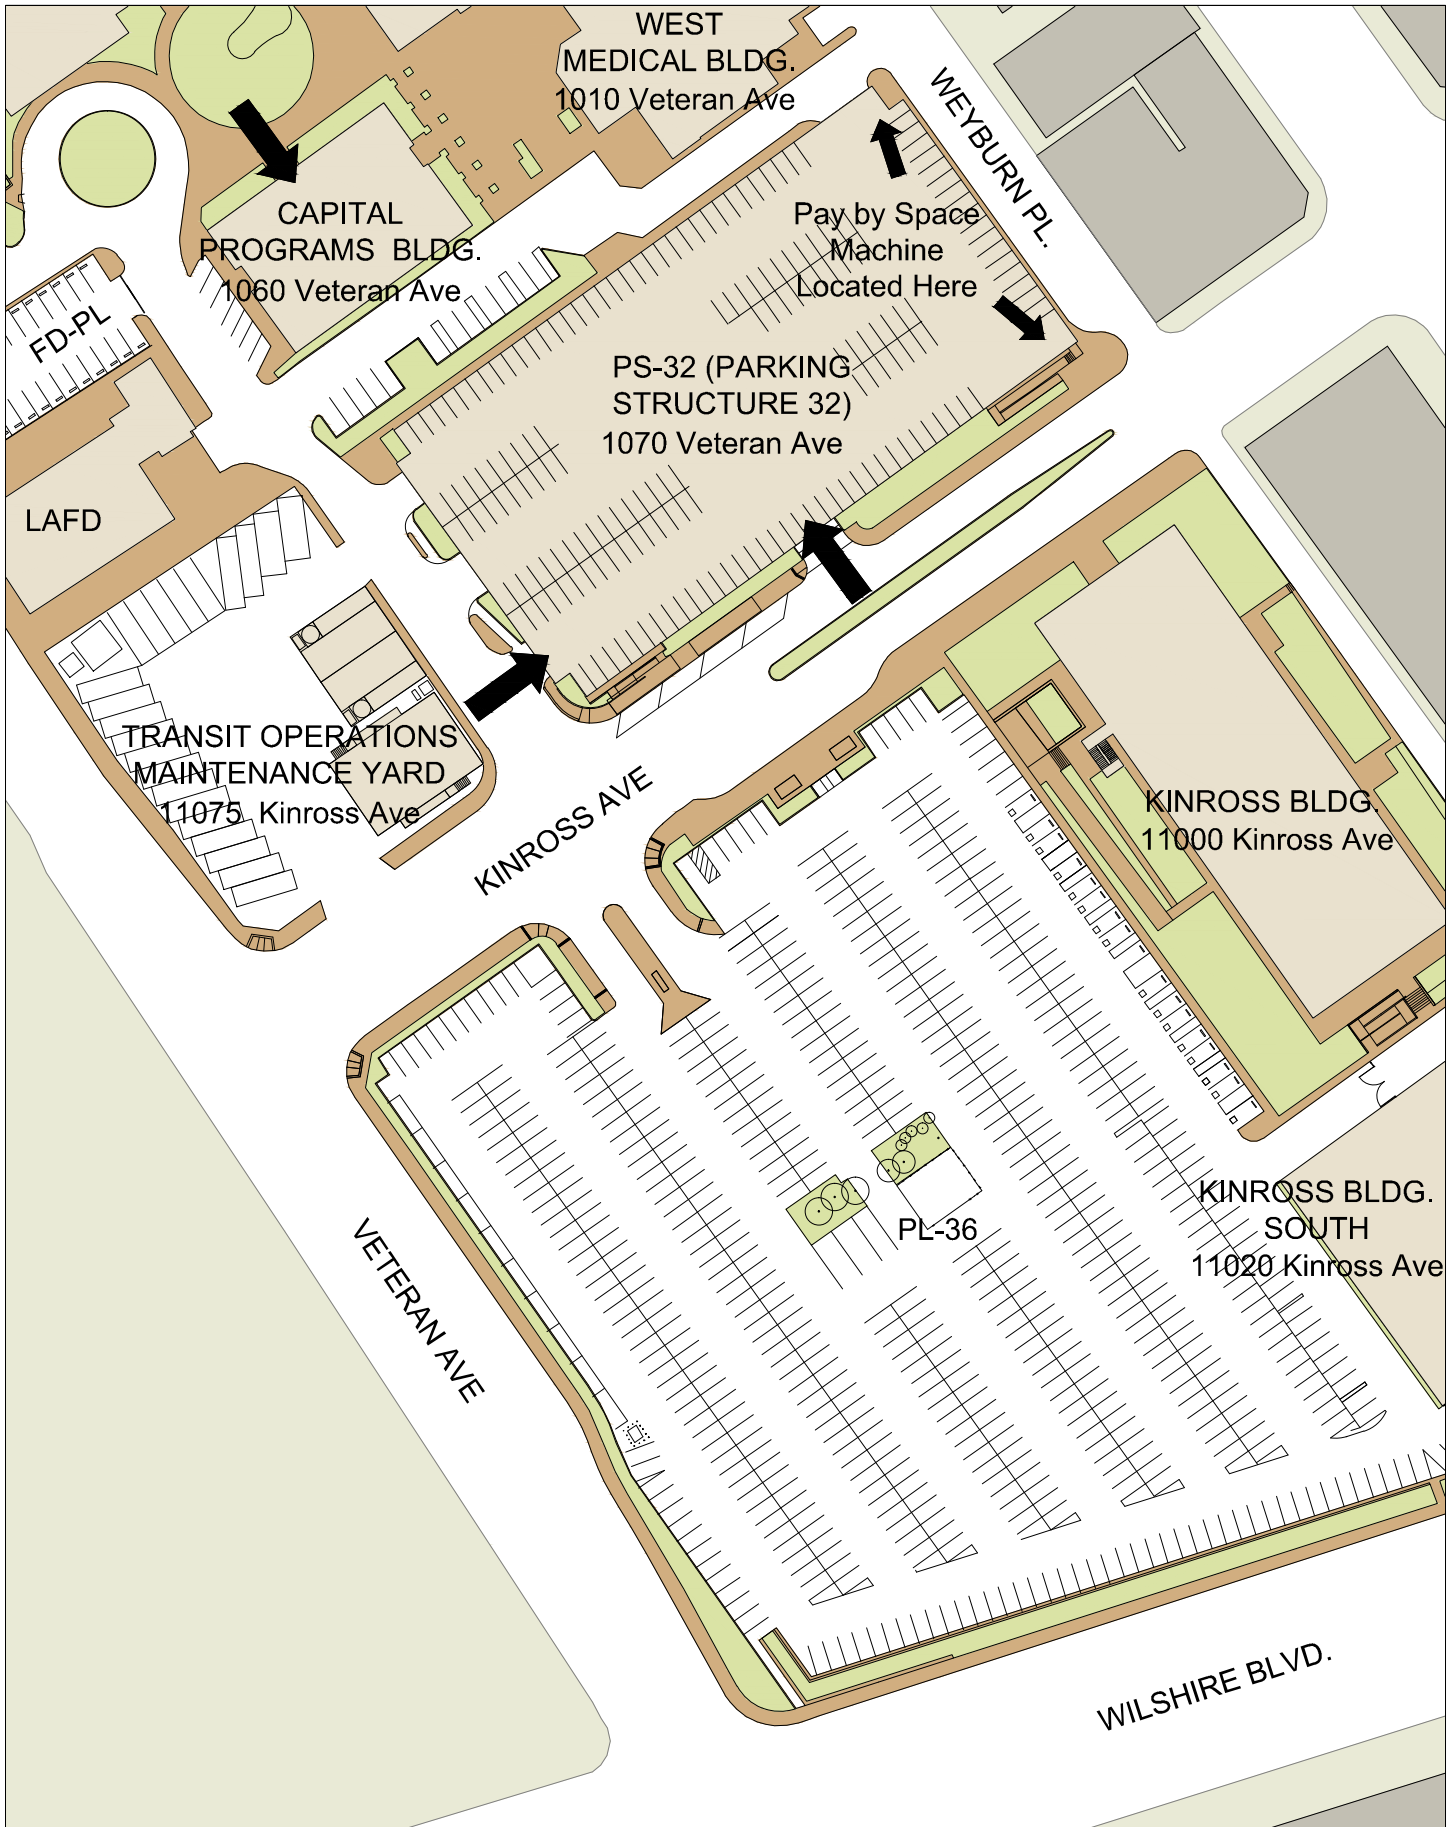 WEST
MEDICAL BLDG.
1010 Veteran Ave
WEYBURN PL.
CAPITAL
PROGRAMS BLDG.
1060 Veteran Ave
Pay by Space
Machine
Located Here
FD-PL
PS-32 (PARKING
STRUCTURE 32)
1070 Veteran Ave
LAFD
TRANSIT OPERATIONS
MAINTENANCE YARD
11075 Kinross Ave
KINROSS AVE
KINROSS BLDG.
11000 Kinross Ave
KINROSS BLDG.
SOUTH
11020 Kinross Ave
PL-36
VETERAN AVE
WILSHIRE BLVD.